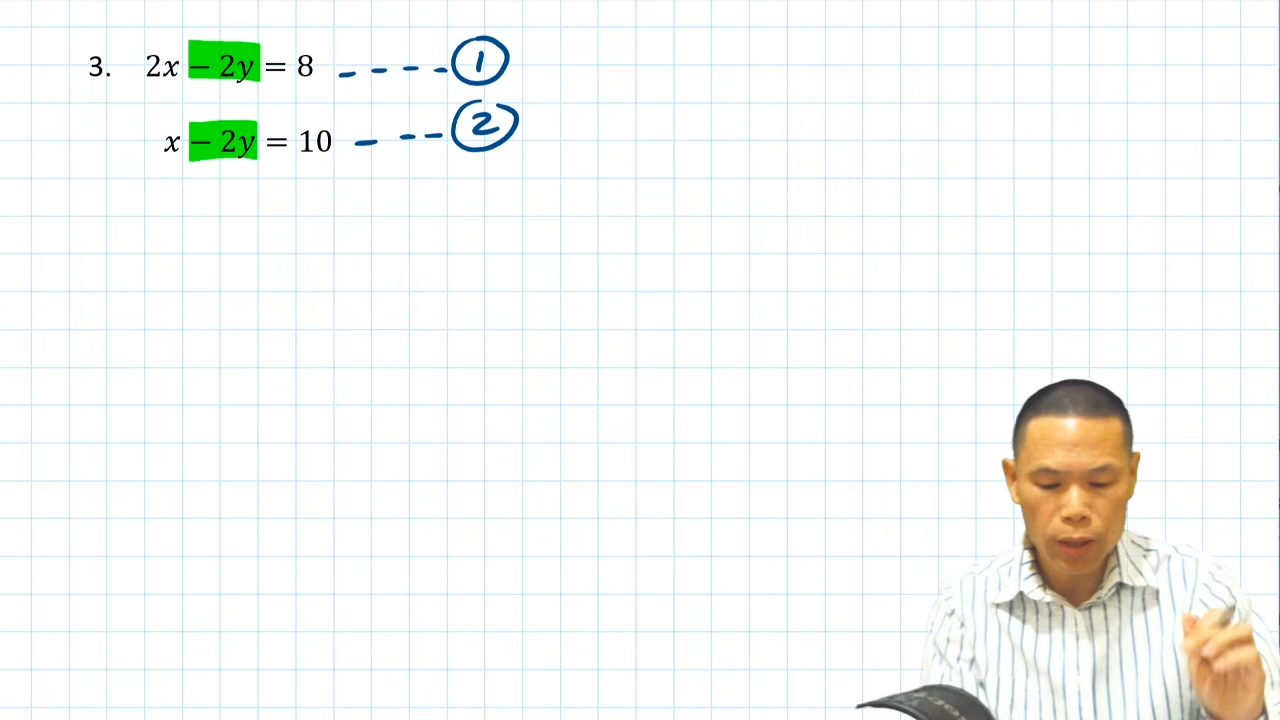 3. 2x − 2y = 8 - - - - ①
x − 2y = 10 - - - ②